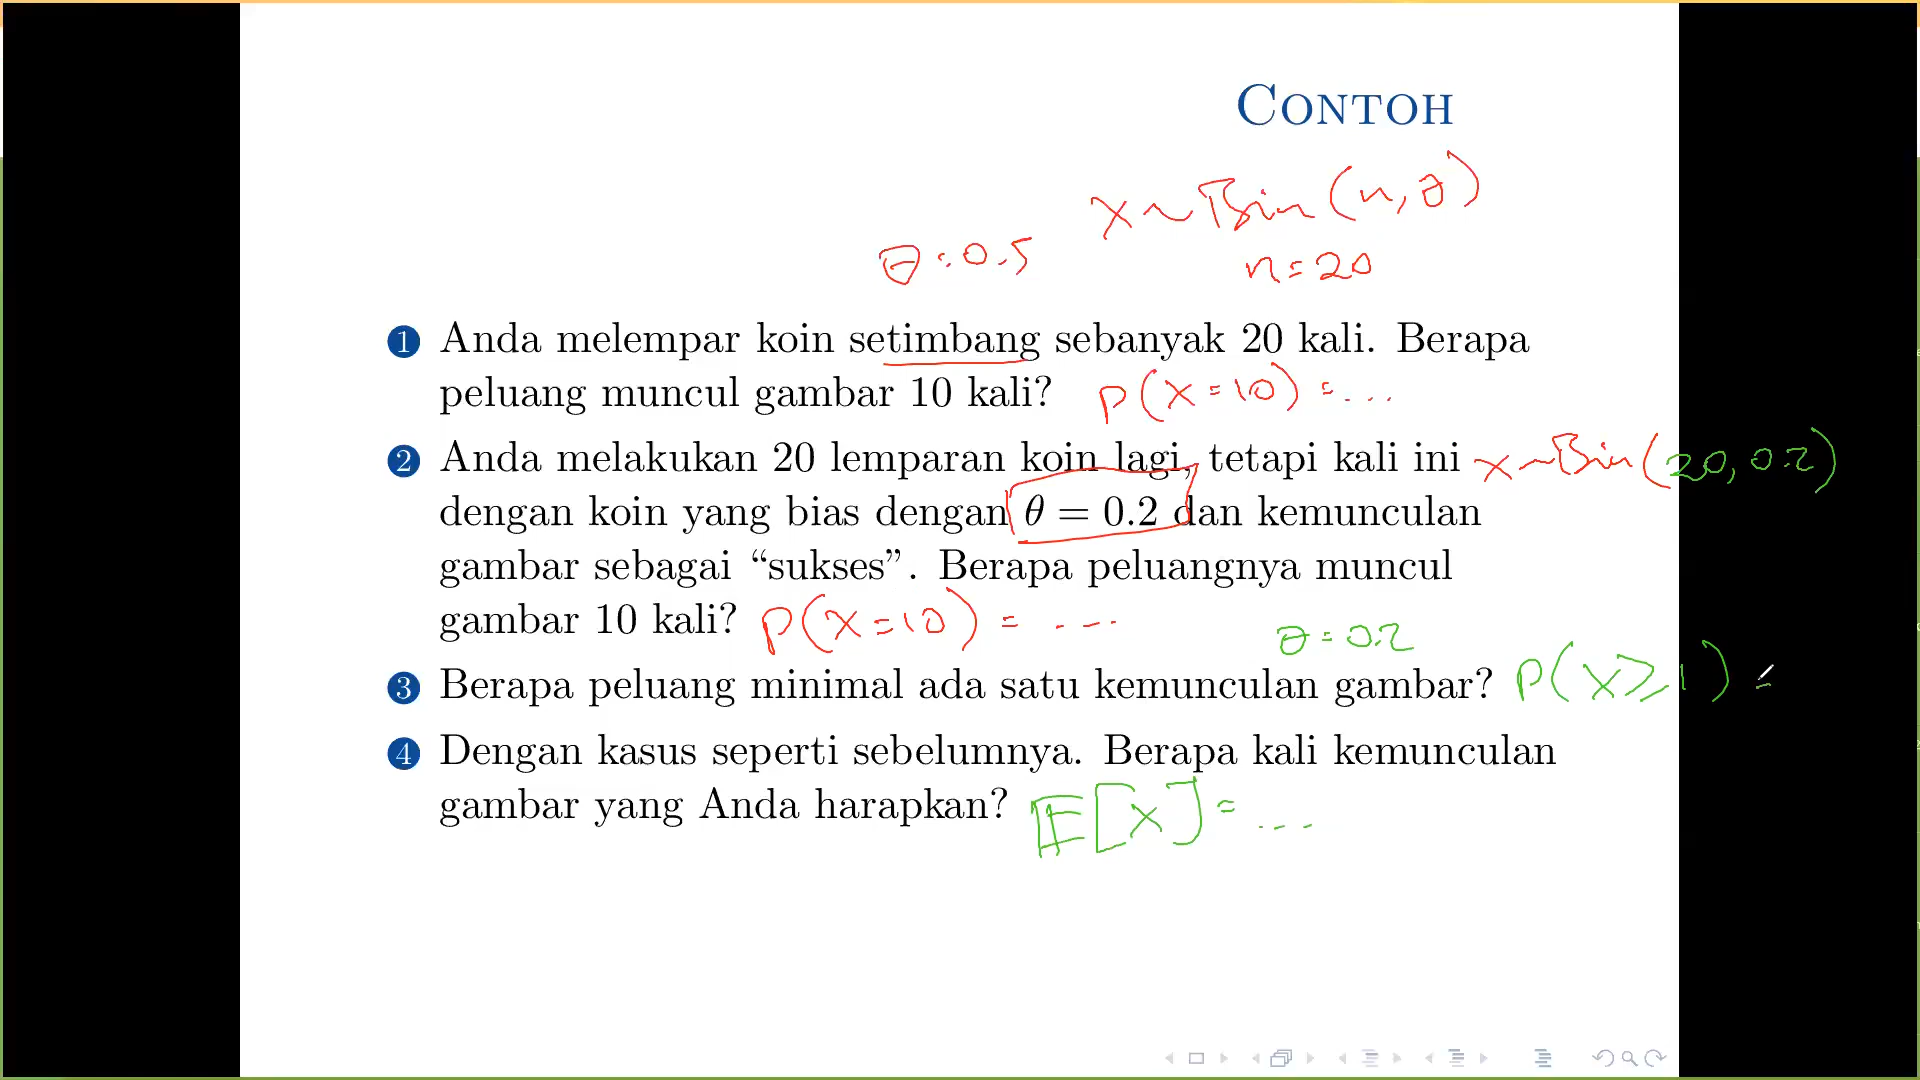 CONTOH
X ~ Bin (n, θ)
θ = 0.5
n = 20
1 Anda melempar koin setimbang sebanyak 20 kali. Berapa
peluang muncul gambar 10 kali? P(X = 10) = ...
2 Anda melakukan 20 lemparan koin lagi, tetapi kali ini X ~ Bin(20, 0.2)
dengan koin yang bias dengan θ = 0.2 dan kemunculan
gambar sebagai “sukses”. Berapa peluangnya muncul
gambar 10 kali? P(X = 10) = ...
θ = 0.2
3 Berapa peluang minimal ada satu kemunculan gambar? P(X ≥ 1) =
4 Dengan kasus seperti sebelumnya. Berapa kali kemunculan
gambar yang Anda harapkan? E[X] = ...